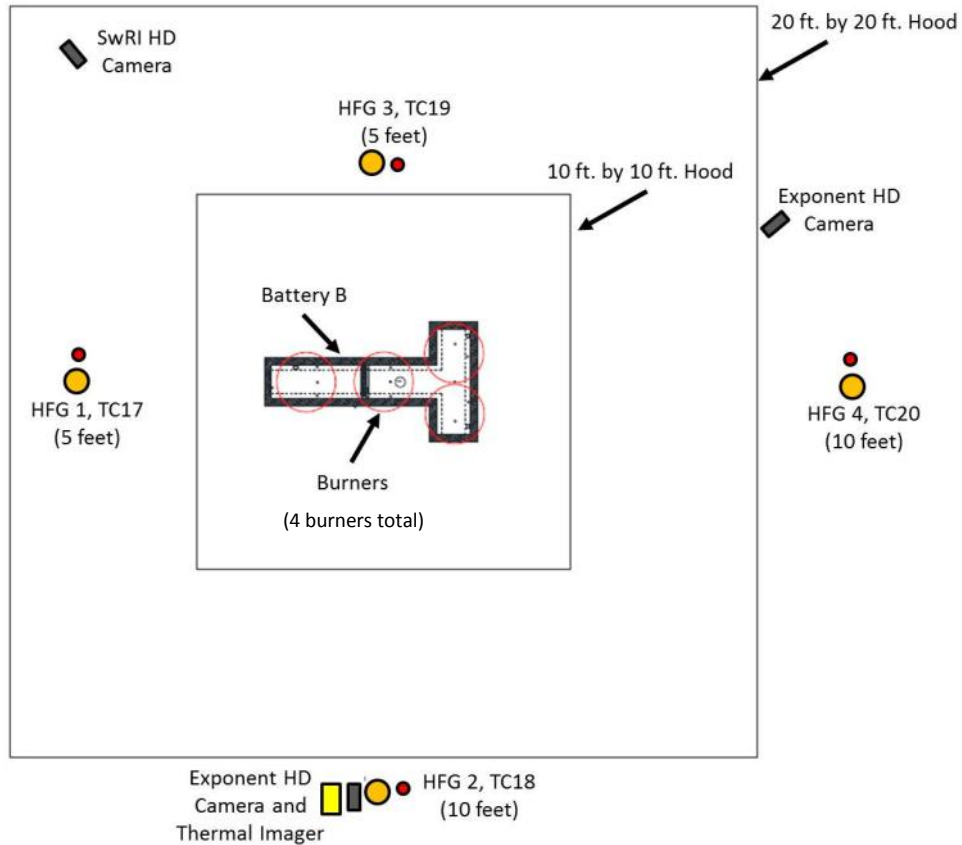 SwRI HD
Camera
20 ft. by 20 ft. Hood
HFG 3, TC19
(5 feet)
10 ft. by 10 ft. Hood
Exponent HD
Camera
Battery B
HFG 1, TC17
(5 feet)
HFG 4, TC20
(10 feet)
Burners
(4 burners total)
Exponent HD
Camera and
Thermal Imager
HFG 2, TC18
(10 feet)